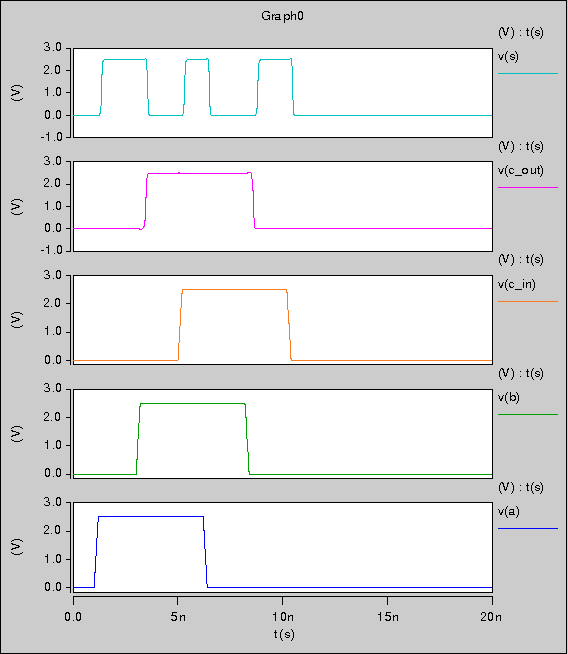 Graph0
(V) : t(s)
v(s)
3.0
2.0
1.0
0.0
-1.0
(V)
(V) : t(s)
v(c_out)
3.0
2.0
1.0
0.0
-1.0
(V)
(V) : t(s)
v(c_in)
3.0
2.0
1.0
0.0
(V)
(V) : t(s)
v(b)
3.0
2.0
1.0
0.0
(V)
(V) : t(s)
v(a)
3.0
2.0
1.0
0.0
(V)
0.0 5n 10n 15n 20n
t(s)